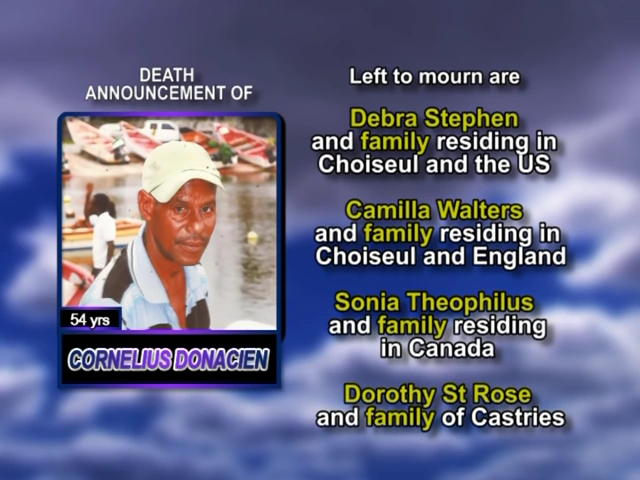 DEATH
ANNOUNCEMENT OF
54 yrs
CORNELIUS DONACIEN
Left to mourn are
Debra Stephen
and family residing in
Choiseul and the US
Camilla Walters
and family residing in
Choiseul and England
Sonia Theophilus
and family residing
in Canada
Dorothy St Rose
and family of Castries